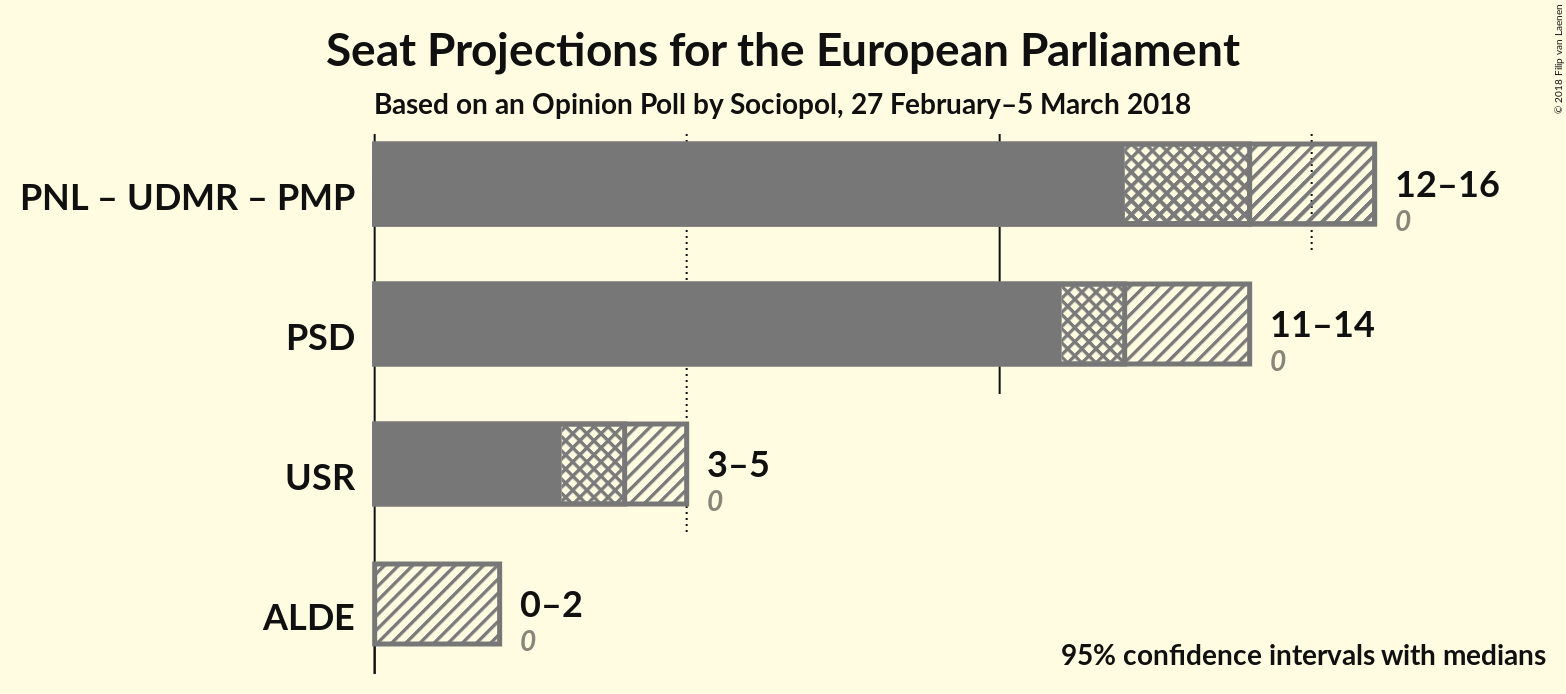 Seat Projections for the European Parliament
Based on an Opinion Poll by Sociopol, 27 February–5 March 2018
© 2018 Filip van Laenen
PNL – UDMR – PMP
12–16
0
PSD
11–14
0
USR
3–5
0
ALDE
0–2
0
95% confidence intervals with medians